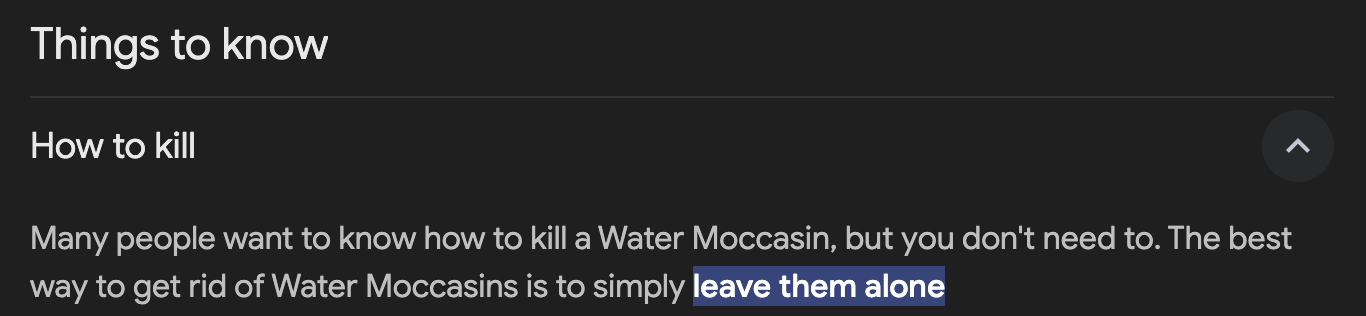 Things to know
How to kill
Many people want to know how to kill a Water Moccasin, but you don't need to. The best
way to get rid of Water Moccasins is to simply leave them alone